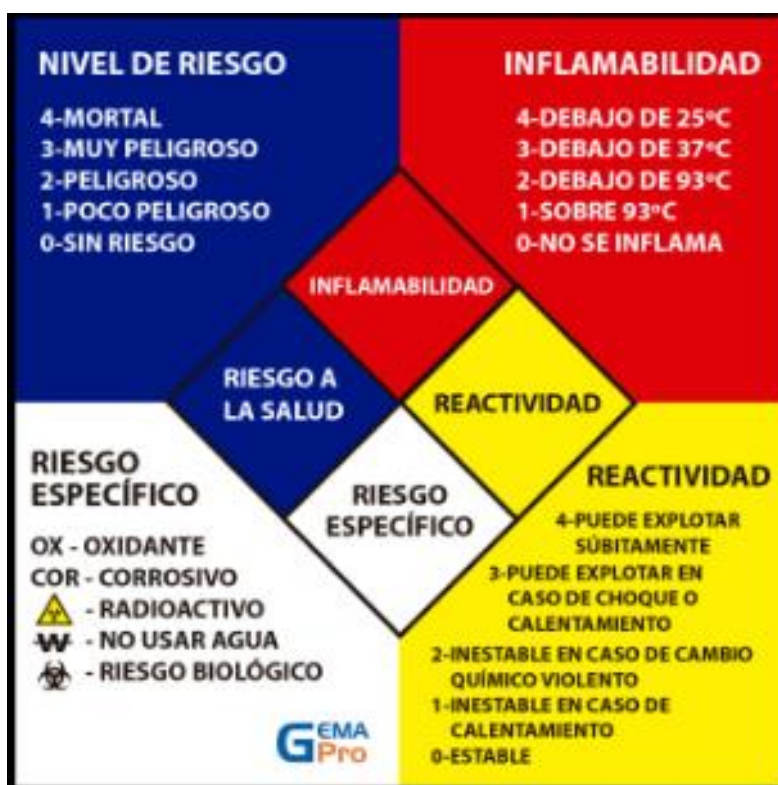 NIVEL DE RIESGO
4-MORTAL
3-MUY PELIGROSO
2-PELIGROSO
1-POCO PELIGROSO
0-SIN RIESGO
INFLAMABILIDAD
4-DEBAJO DE 25ºC
3-DEBAJO DE 37ºC
2-DEBAJO DE 93ºC
1-SOBRE 93ºC
0-NO SE INFLAMA
INFLAMABILIDAD
RIESGO A
LA SALUD
REACTIVIDAD
RIESGO
ESPECÍFICO
RIESGO
ESPECÍFICO
OX - OXIDANTE
COR - CORROSIVO
- RADIOACTIVO
W - NO USAR AGUA
- RIESGO BIOLÓGICO
REACTIVIDAD
4-PUEDE EXPLOTAR
SÚBITAMENTE
3-PUEDE EXPLOTAR EN
CASO DE CHOQUE O
CALENTAMIENTO
2-INESTABLE EN CASO DE CAMBIO
QUÍMICO VIOLENTO
1-INESTABLE EN CASO DE
CALENTAMIENTO
0-ESTABLE
GEMA
Pro